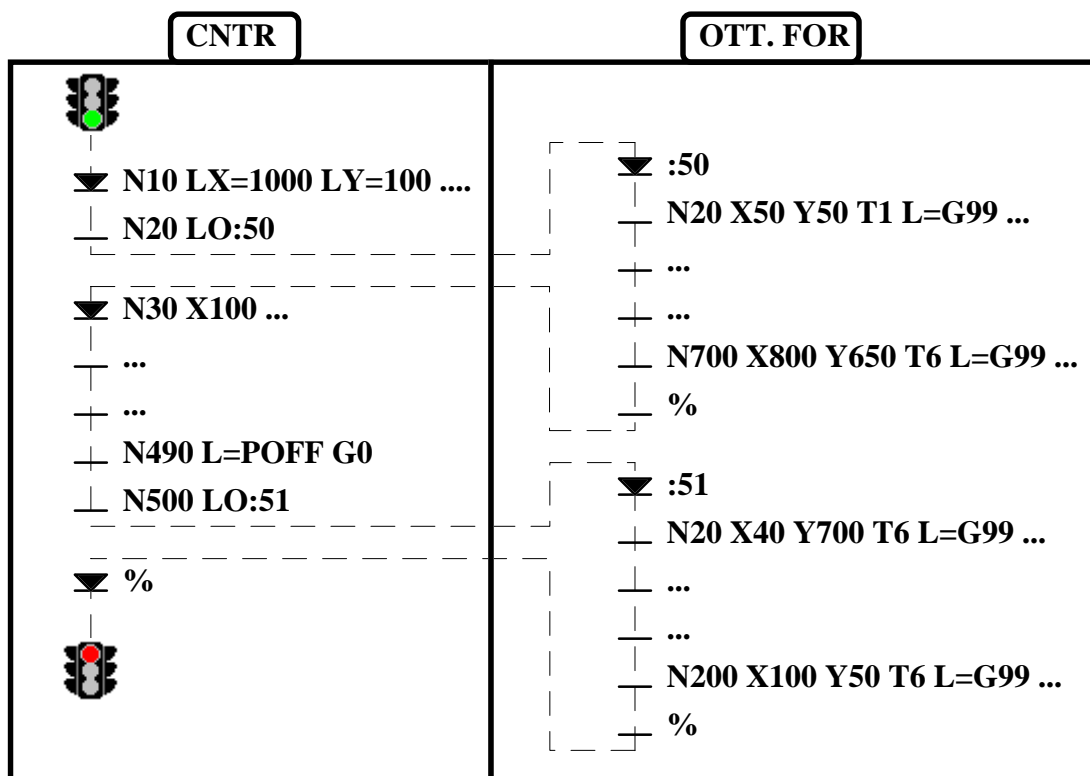 CNTR
N10 LX=1000 LY=100 ....
N20 LO:50
N30 X100 ...
...
...
N490 L=POFF G0
N500 LO:51
%
OTT. FOR
:50
N20 X50 Y50 T1 L=G99 ...
...
...
N700 X800 Y650 T6 L=G99 ...
%
:51
N20 X40 Y700 T6 L=G99 ...
...
...
N200 X100 Y50 T6 L=G99 ...
%